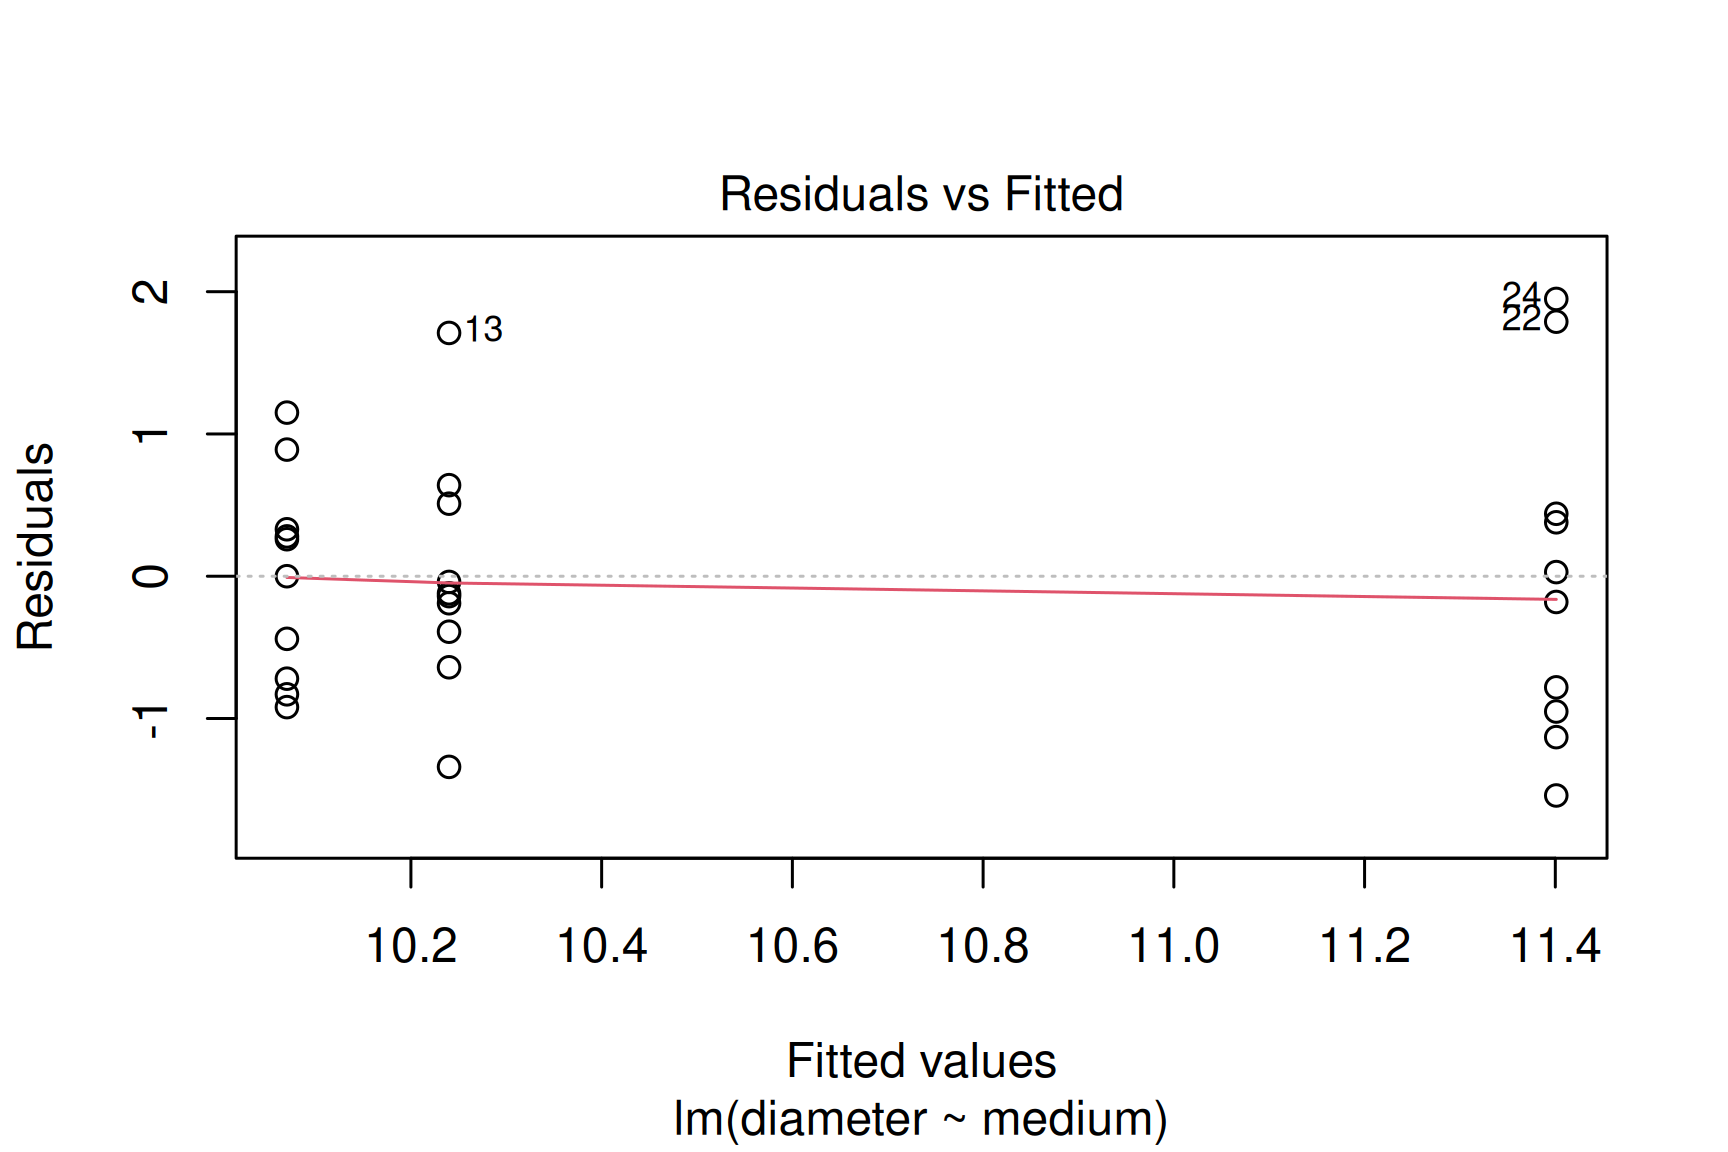 Residuals vs Fitted
Residuals
2
1
0
-1
24
22
13
10.2 10.4 10.6 10.8 11.0 11.2 11.4
Fitted values
lm(diameter ~ medium)